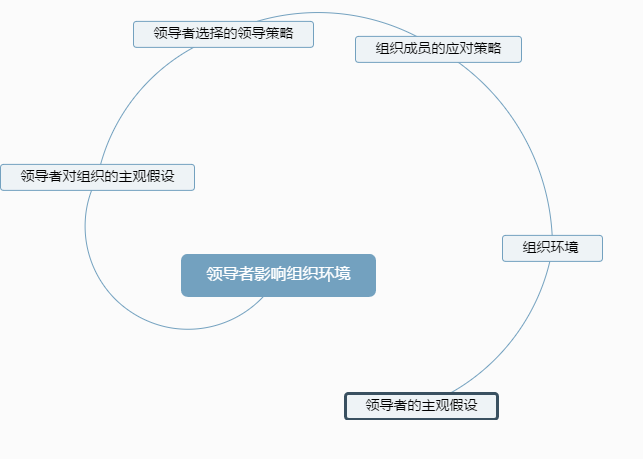 领导者选择的领导策略
组织成员的应对策略
领导者对组织的主观假设
组织环境
领导者影响组织环境
领导者的主观假设